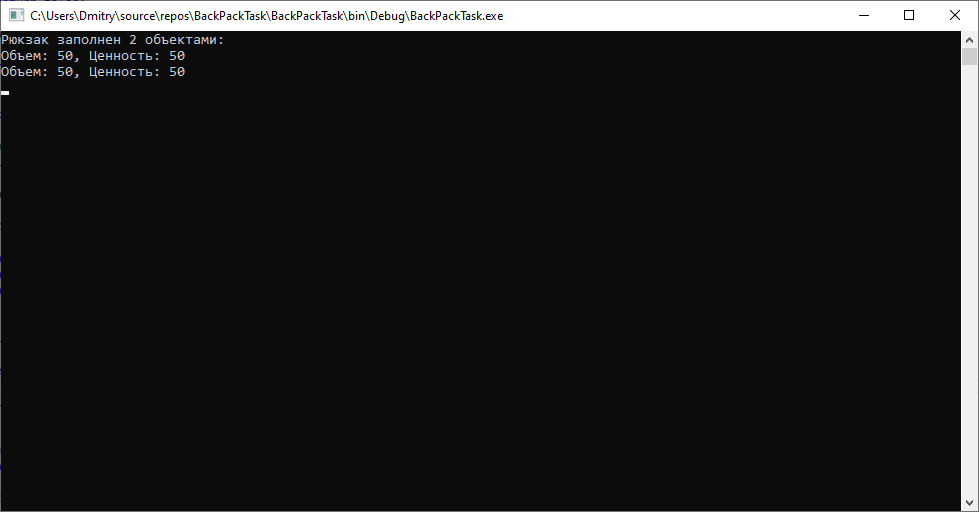 C:\Users\Dmitry\source\repos\BackPackTask\BackPackTask\bin\Debug\BackPackTask.exe
Рюкзак заполнен 2 объектами:
Объем: 50, Ценность: 50
Объем: 50, Ценность: 50